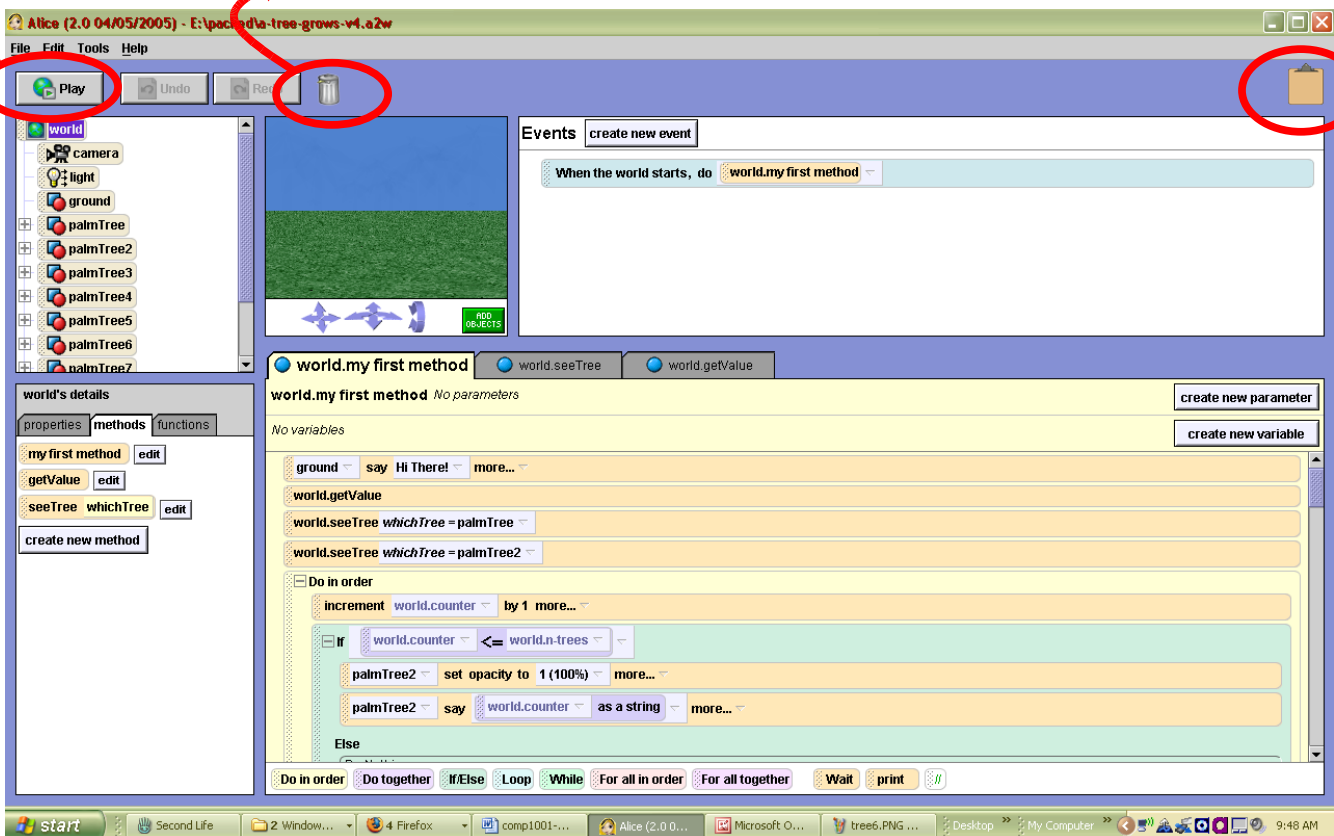 Alice (2.0 04/05/2005) - E:\packed\a-tree-grows-v4.a2w
File Edit Tools Help
Play Undo Redo
world
camera
light
ground
palmTree
palmTree2
palmTree3
palmTree4
palmTree5
palmTree6
palmTree7
ADD OBJECTS
Events create new event
When the world starts, do world.my first method
world's details
properties methods functions
my first method edit
getValue edit
seeTree whichTree edit
create new method
world.my first method world.seeTree world.getValue
world.my first method No parameters create new parameter
No variables create new variable
ground say Hi There! more...
world.getValue
world.seeTree whichTree = palmTree
world.seeTree whichTree = palmTree2
Do in order
increment world.counter by 1 more...
If world.counter <= world.n-trees
palmTree2 set opacity to 1 (100%) more...
palmTree2 say world.counter as a string more...
Else
Do in order Do together If/Else Loop While For all in order For all together Wait print //
start Second Life 2 Window... 4 Firefox comp1001-... Alice (2.0 0... Microsoft O... tree6.PNG ... Desktop » My Computer » 9:48 AM